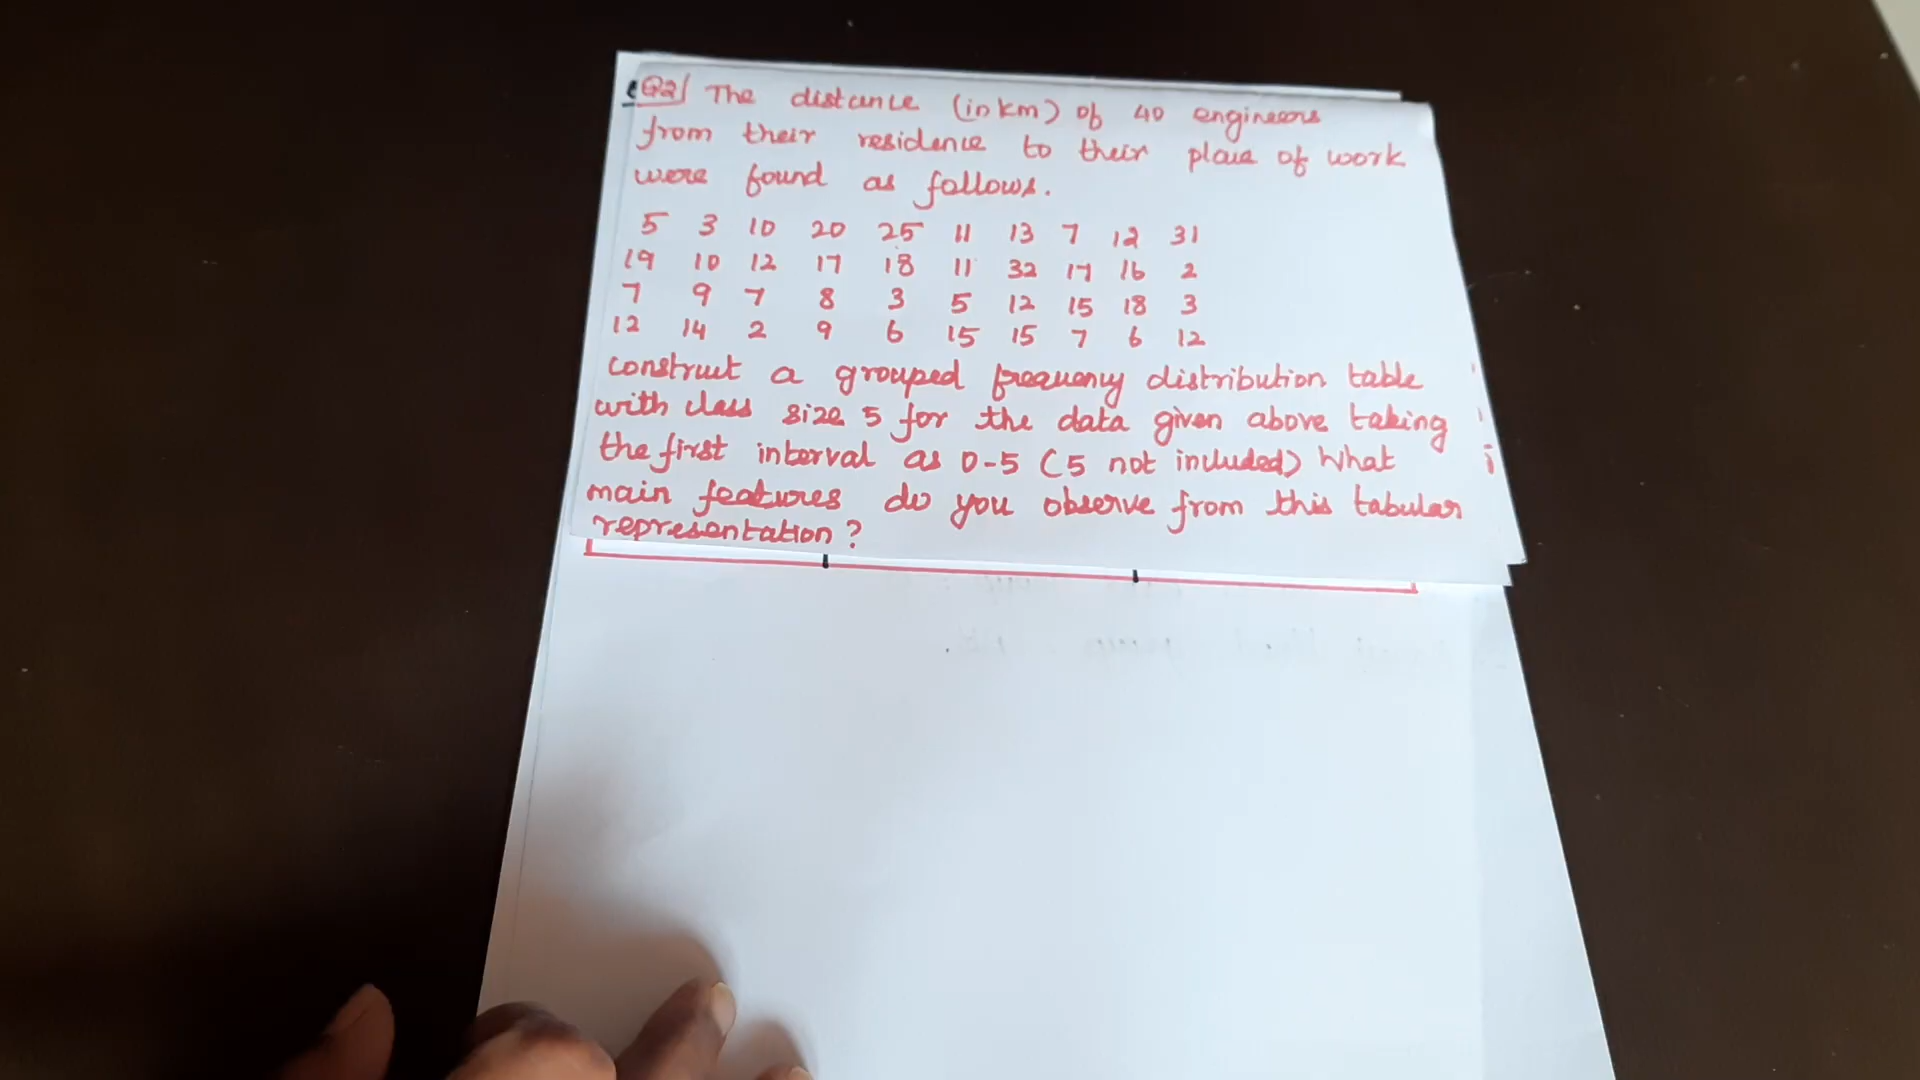 Q2 The distance (in km) of 40 engineers
from their residence to their place of work
were found as follows.
5 3 10 20 25 11 13 7 12 31
19 10 12 17 18 11 32 17 16 2
7 9 7 8 3 5 12 15 18 3
12 14 2 9 6 15 15 7 6 12
construct a grouped frequency distribution table
with class size 5 for the data given above taking
the first interval as 0-5 (5 not included) What
main features do you observe from this tabular
representation?